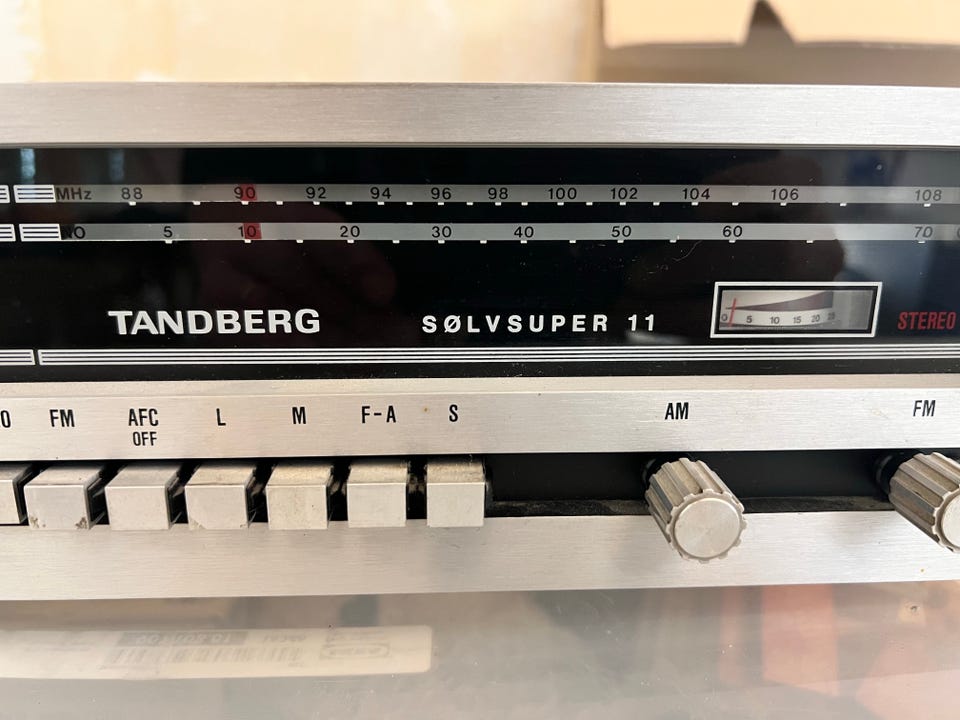 MHz 88 90 92 94 96 98 100 102 104 106 108
NO 5 10 20 30 40 50 60 70
TANDBERG SØLVSUPER 11
0 5 10 15 20 25
STEREO
O FM AFC OFF L M F-A S AM FM